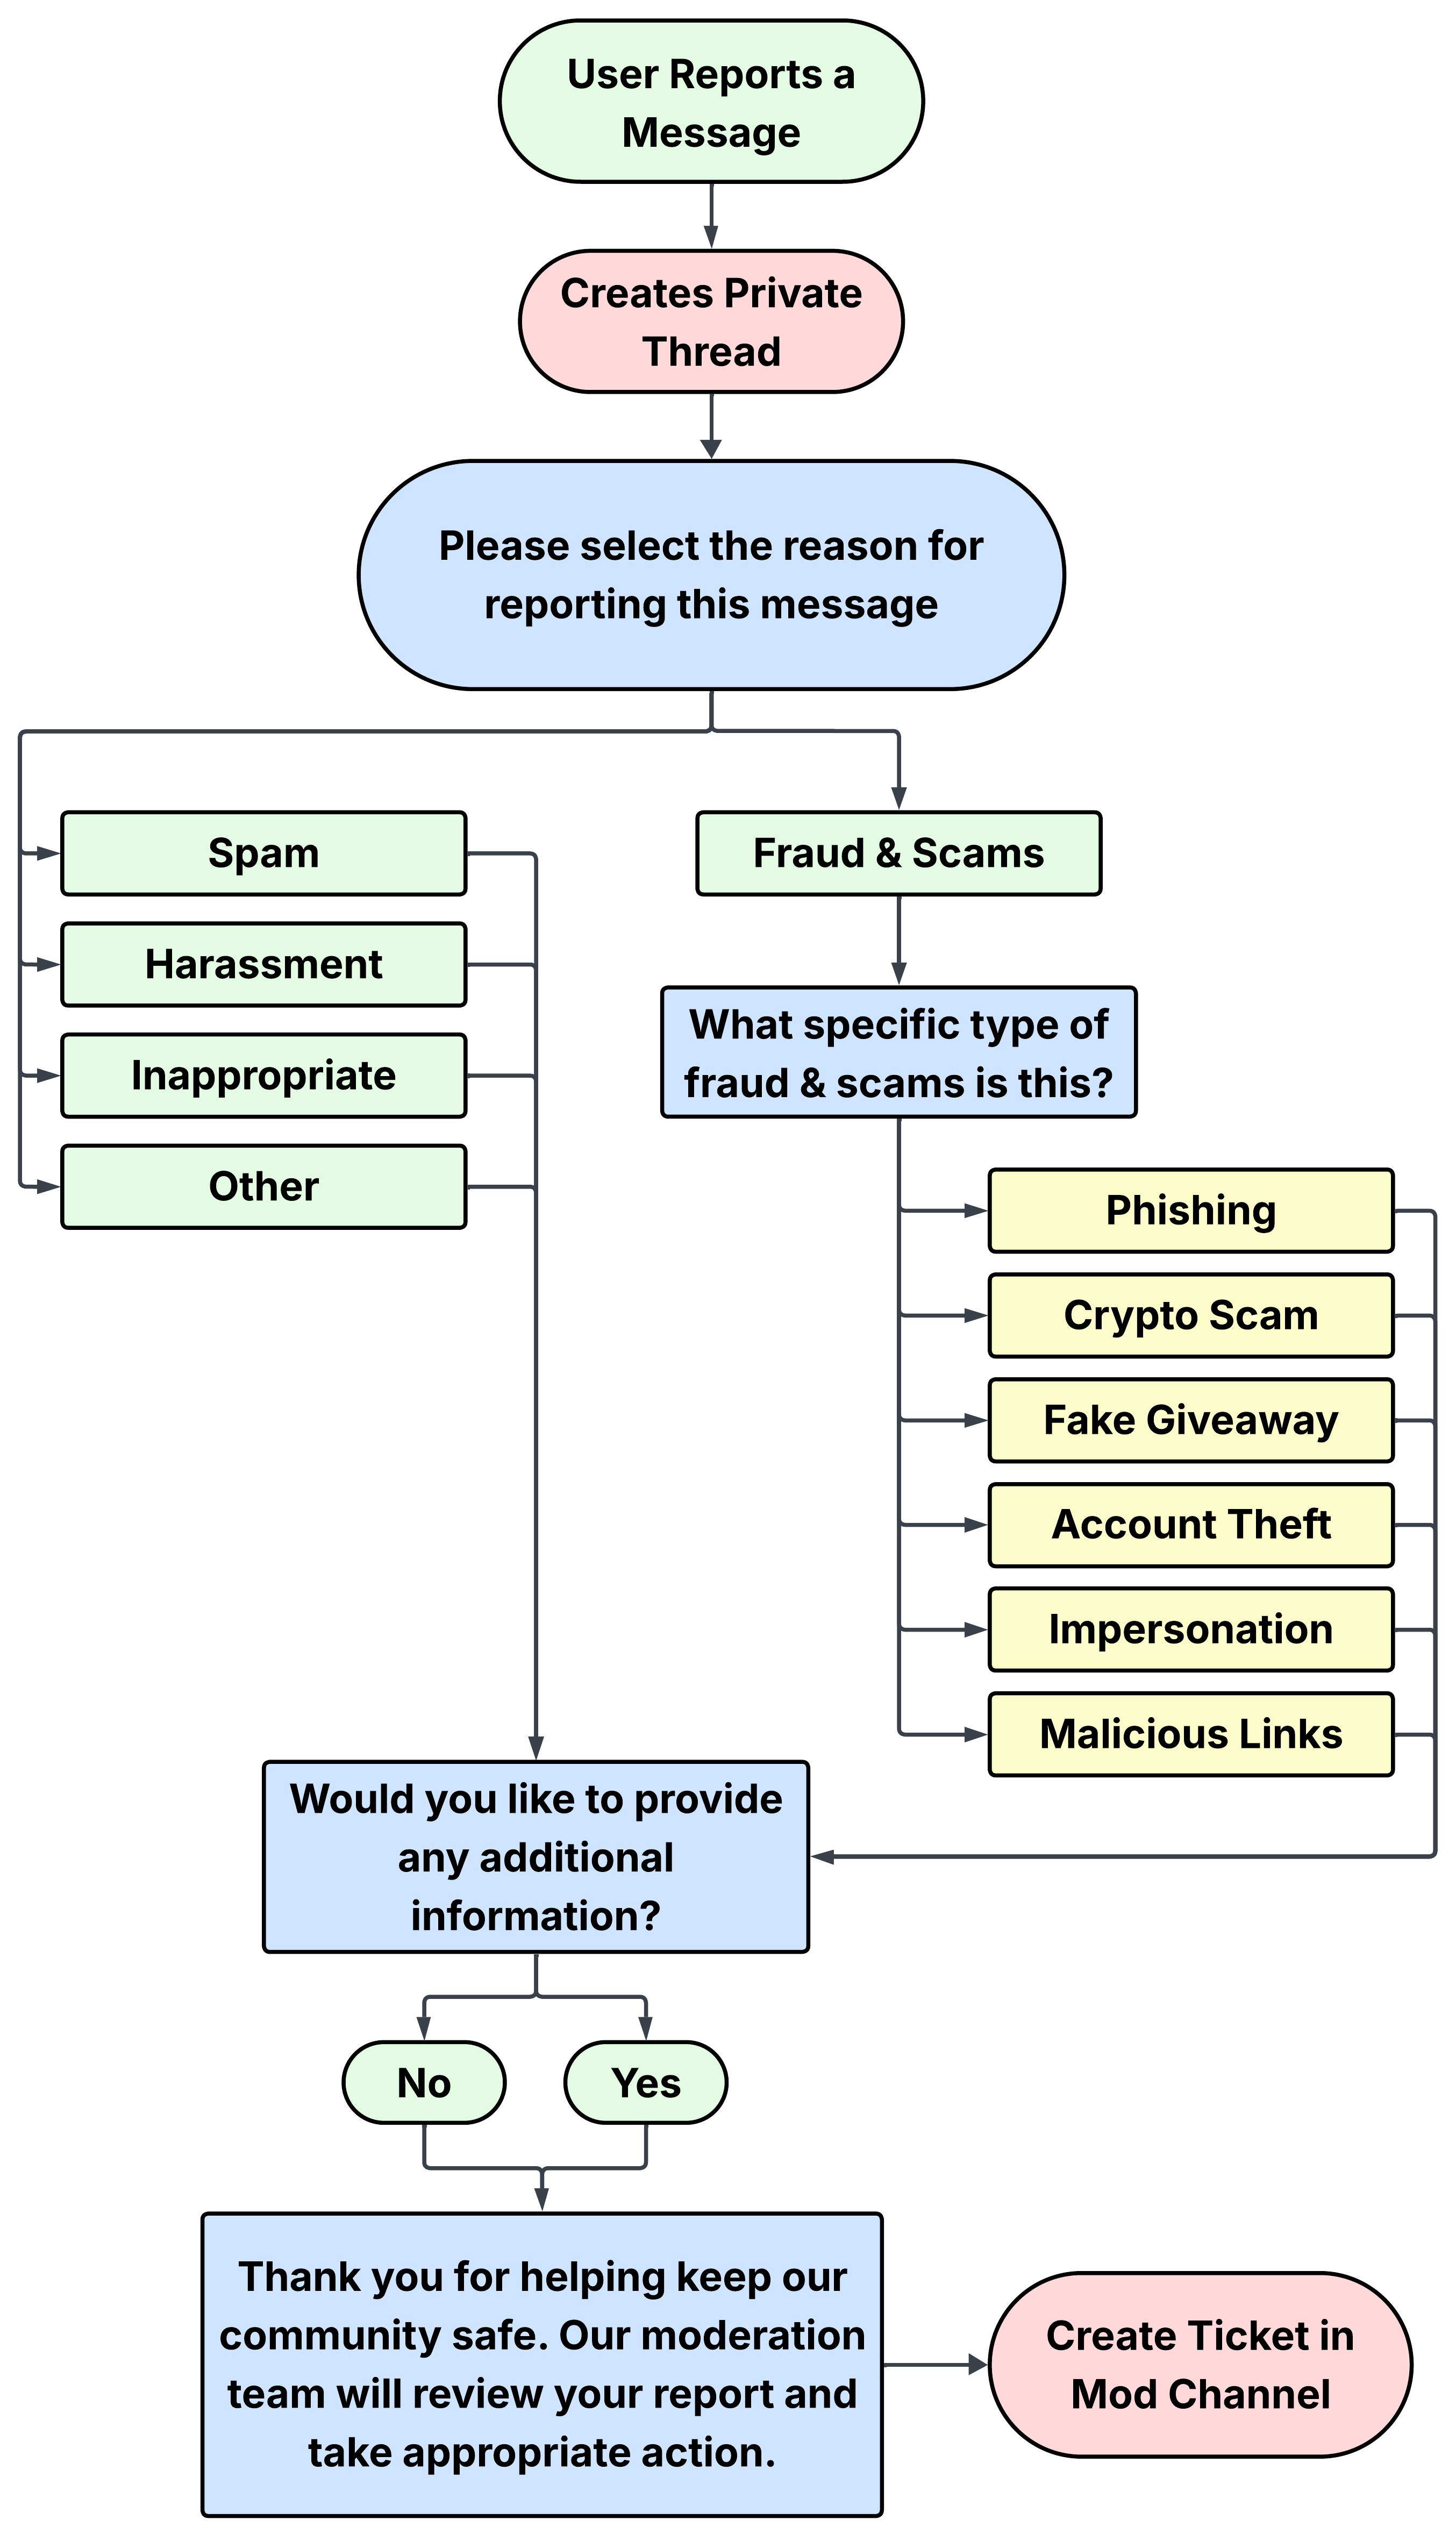 User Reports a
Message
Creates Private
Thread
Please select the reason for
reporting this message
Spam
Harassment
Inappropriate
Other
Fraud & Scams
What specific type of
fraud & scams is this?
Phishing
Crypto Scam
Fake Giveaway
Account Theft
Impersonation
Malicious Links
Would you like to provide
any additional
information?
No
Yes
Thank you for helping keep our
community safe. Our moderation
team will review your report and
take appropriate action.
Create Ticket in
Mod Channel